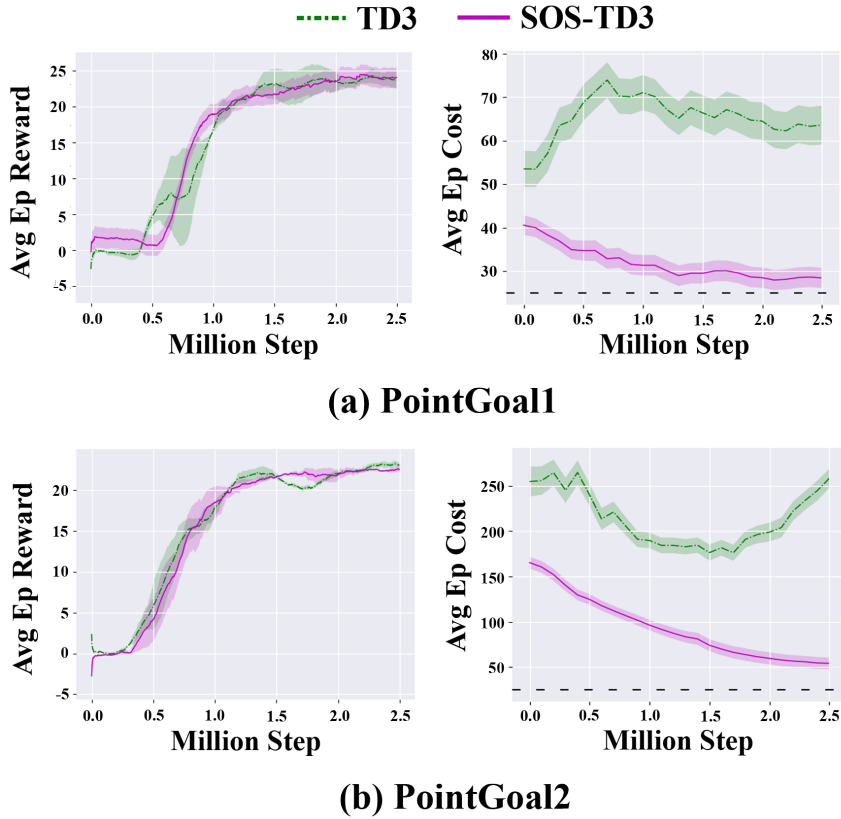 TD3 SOS-TD3
Avg Ep Reward
25
20
15
10
5
0
-5
0.0 0.5 1.0 1.5 2.0 2.5
Million Step
Avg Ep Cost
80
70
60
50
40
30
0.0 0.5 1.0 1.5 2.0 2.5
Million Step
(a) PointGoal1
Avg Ep Reward
20
15
10
5
0
-5
0.0 0.5 1.0 1.5 2.0 2.5
Million Step
Avg Ep Cost
250
200
150
100
50
0.0 0.5 1.0 1.5 2.0 2.5
Million Step
(b) PointGoal2